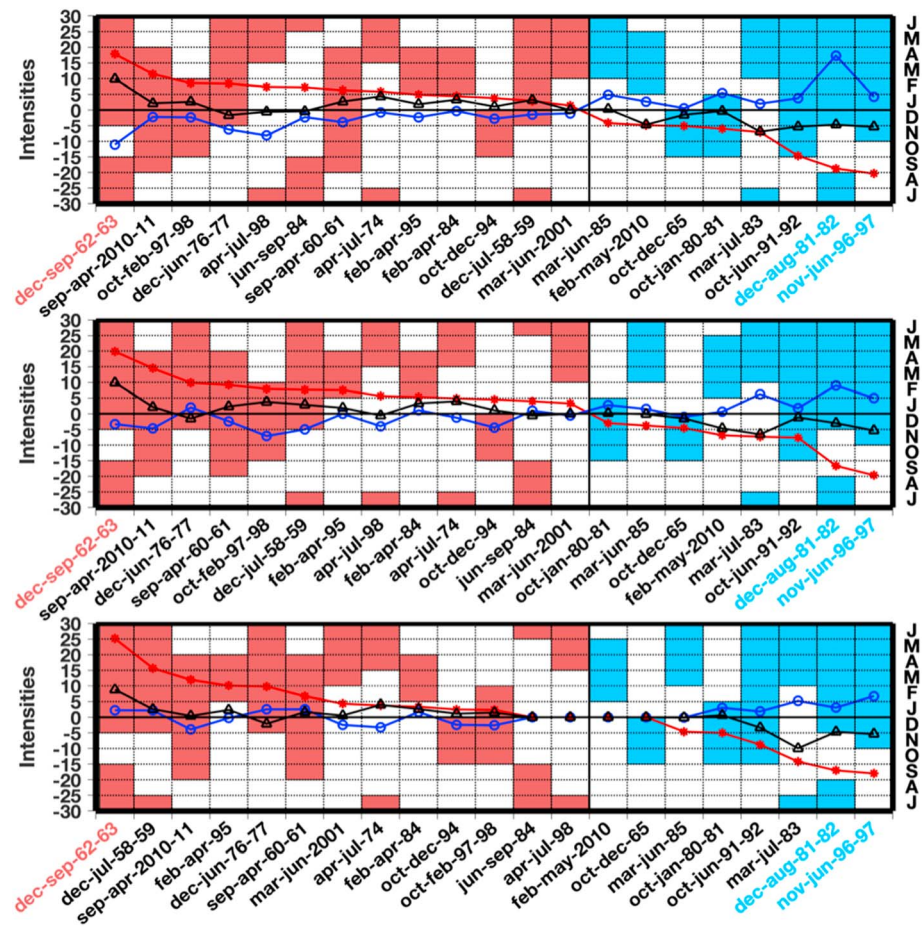 Intensities
30
25
20
15
10
5
0
-5
-10
-15
-20
-25
-30
J
M
A
M
F
J
D
N
O
S
A
J
dec-sep-62-63
sep-apr-2010-11
oct-feb-97-98
dec-jun-76-77
apr-jul-98
jun-sep-84
sep-apr-60-61
apr-jul-74
feb-apr-95
feb-apr-84
oct-dec-94
dec-jul-58-59
mar-jun-2001
mar-jun-85
feb-may-2010
oct-dec-65
oct-jan-80-81
mar-jul-83
oct-jun-91-92
dec-aug-81-82
nov-jun-96-97
Intensities
30
25
20
15
10
5
0
-5
-10
-15
-20
-25
-30
J
M
A
M
F
J
D
N
O
S
A
J
dec-sep-62-63
sep-apr-2010-11
dec-jun-76-77
sep-apr-60-61
oct-feb-97-98
dec-jul-58-59
feb-apr-95
apr-jul-98
feb-apr-84
apr-jul-74
oct-dec-94
jun-sep-84
mar-jun-2001
oct-jan-80-81
mar-jun-85
oct-dec-65
feb-may-2010
mar-jul-83
oct-jun-91-92
dec-aug-81-82
nov-jun-96-97
Intensities
30
25
20
15
10
5
0
-5
-10
-15
-20
-25
-30
J
M
A
M
F
J
D
N
O
S
A
J
dec-sep-62-63
dec-jul-58-59
sep-apr-2010-11
feb-apr-95
dec-jun-76-77
sep-apr-60-61
mar-jun-2001
apr-jul-74
feb-apr-84
oct-dec-94
oct-feb-97-98
jun-sep-84
apr-jul-98
feb-may-2010
oct-dec-65
mar-jun-85
oct-jan-80-81
oct-jun-91-92
mar-jul-83
dec-aug-81-82
nov-jun-96-97